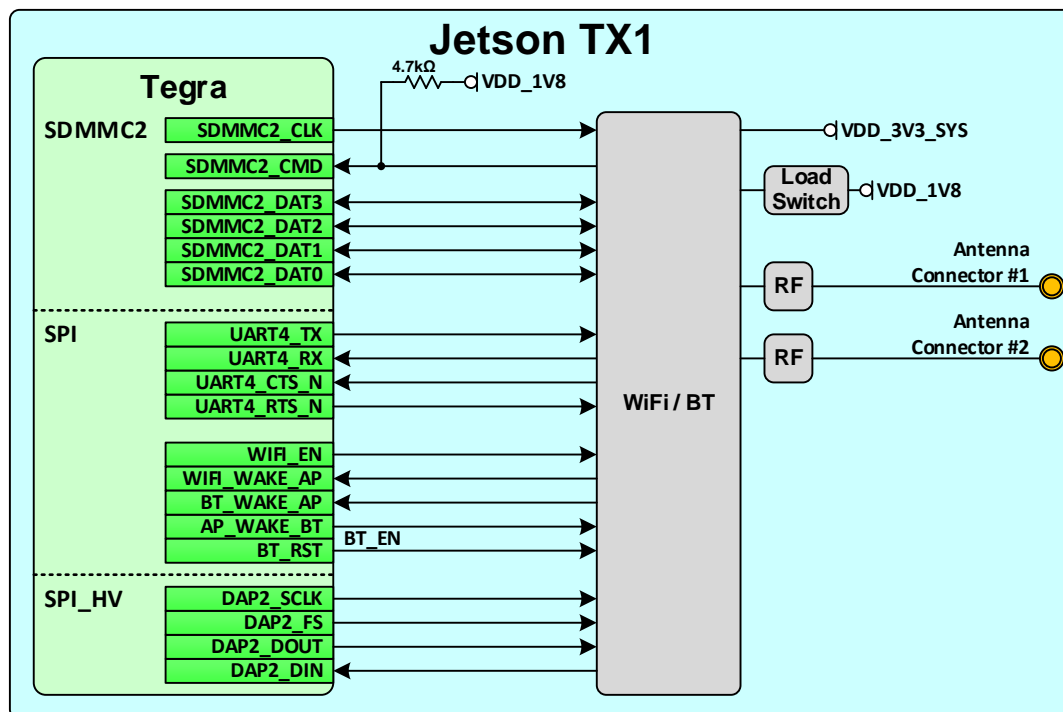 Jetson TX1
4.7kΩ
VDD_1V8
Tegra
SDMMC2
SDMMC2_CLK
SDMMC2_CMD
SDMMC2_DAT3
SDMMC2_DAT2
SDMMC2_DAT1
SDMMC2_DAT0
SPI
UART4_TX
UART4_RX
UART4_CTS_N
UART4_RTS_N
WIFI_EN
WIFI_WAKE_AP
BT_WAKE_AP
AP_WAKE_BT
BT_EN
BT_RST
SPI_HV
DAP2_SCLK
DAP2_FS
DAP2_DOUT
DAP2_DIN
WiFi / BT
VDD_3V3_SYS
Load
Switch
VDD_1V8
Antenna
Connector #1
RF
Antenna
Connector #2
RF